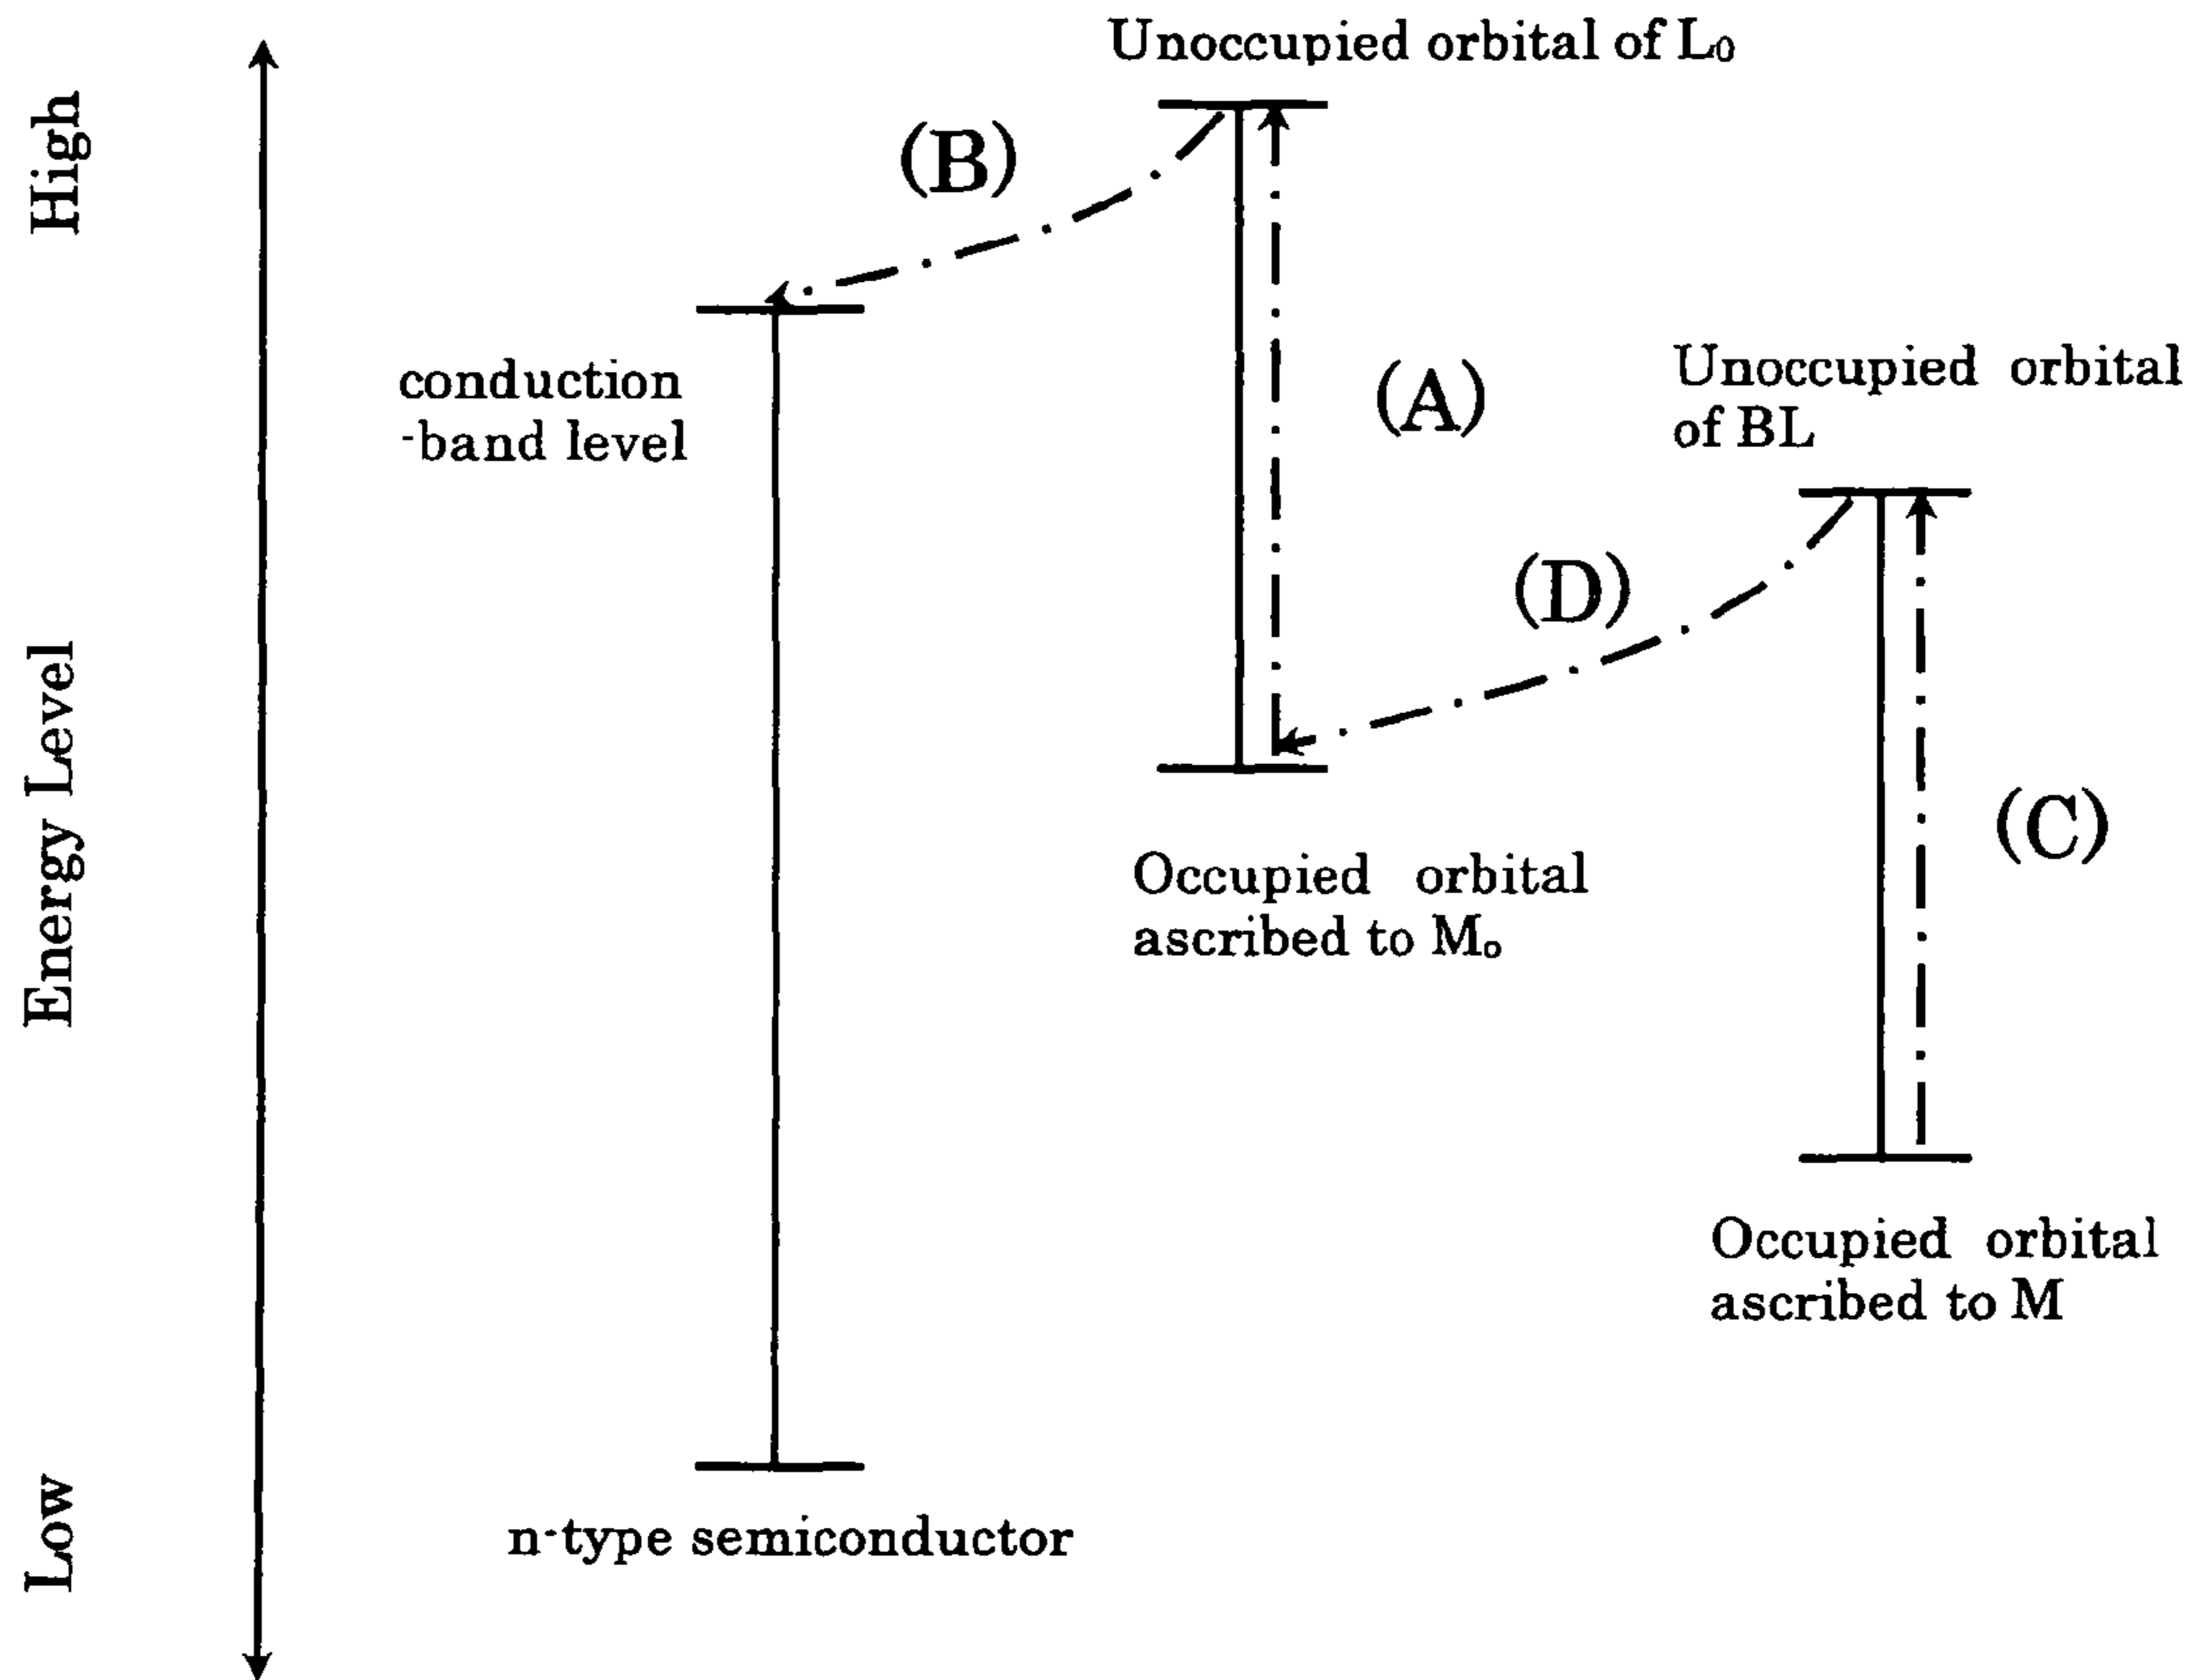 Unoccupied orbital of L0
High
(B)
conduction
-band level
(A)
Unoccupied orbital
of BL
(D)
Energy Level
Occupied orbital
ascribed to Mo
(C)
Occupied orbital
ascribed to M
Low
n-type semiconductor